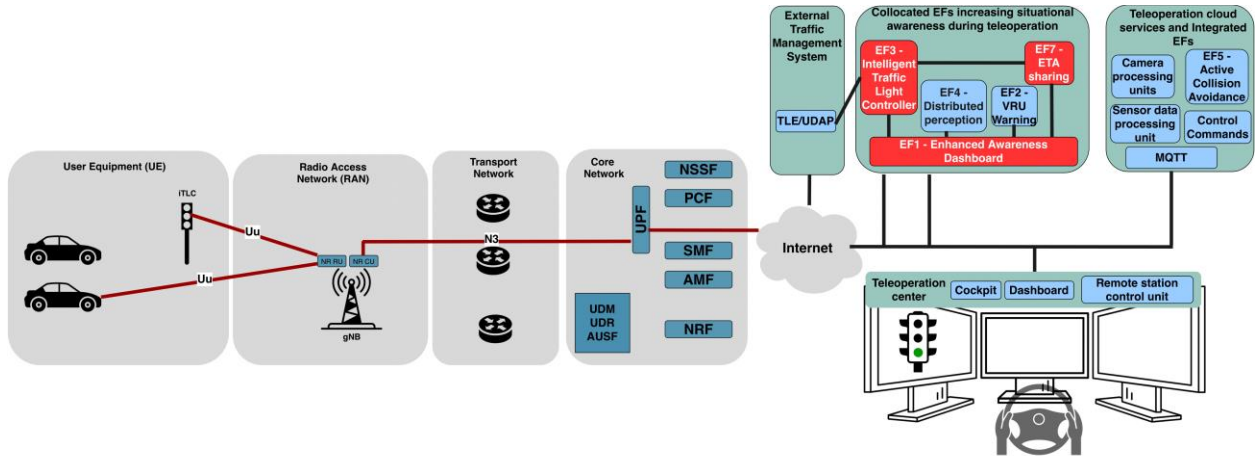 User Equipment (UE)
iTLC
Uu
Uu
Radio Access
Network (RAN)
NR RU
NR CU
gNB
Transport
Network
N3
Core
Network
NSSF
PCF
UPF
SMF
AMF
UDM
UDR
AUSF
NRF
External
Traffic
Management
System
TLE/UDAP
Internet
Collocated EFs increasing situational
awareness during teleoperation
EF3 -
Intelligent
Traffic
Light
Controller
EF7 -
ETA
sharing
EF4 -
Distributed
perception
EF2 -
VRU
Warning
EF1 - Enhanced Awareness
Dashboard
Teleoperation cloud
services and Integrated
EFs
Camera
processing
units
EF5 -
Active
Collision
Avoidance
Sensor data
processing
unit
Control
Commands
MQTT
Teleoperation
center
Cockpit
Dashboard
Remote station
control unit